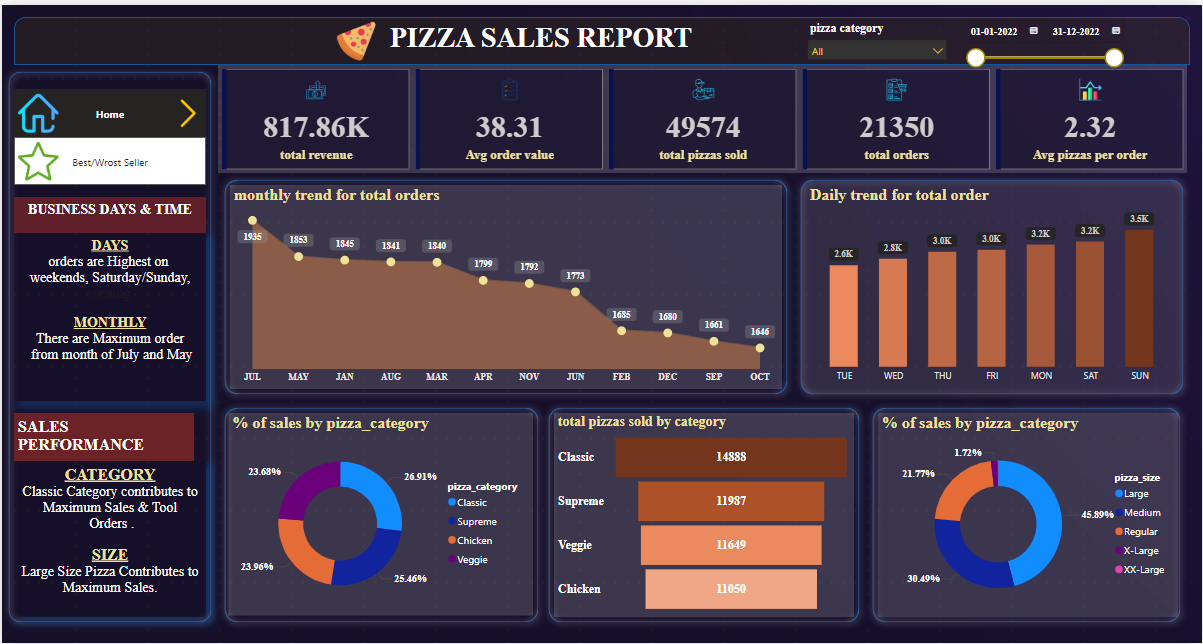 PIZZA SALES REPORT
pizza category
All
01-01-2022
31-12-2022
Home
Best/Wrost Seller
817.86K
total revenue
38.31
Avg order value
49574
total pizzas sold
21350
total orders
2.32
Avg pizzas per order
BUSINESS DAYS & TIME
DAYS
orders are Highest on
weekends, Saturday/Sunday,
MONTHLY
There are Maximum order
from month of July and May
SALES
PERFORMANCE
CATEGORY
Classic Category contributes to
Maximum Sales & Tool
Orders .
SIZE
Large Size Pizza Contributes to
Maximum Sales.
monthly trend for total orders
1935
1853
1845
1841
1840
1799
1792
1773
1685
1680
1661
1646
JUL
MAY
JAN
AUG
MAR
APR
NOV
JUN
FEB
DEC
SEP
OCT
Daily trend for total order
2.6K
2.8K
3.0K
3.0K
3.2K
3.2K
3.5K
TUE
WED
THU
FRI
MON
SAT
SUN
% of sales by pizza_category
23.68%
26.91%
23.96%
25.46%
pizza_category
Classic
Supreme
Chicken
Veggie
total pizzas sold by category
Classic
14888
Supreme
11987
Veggie
11649
Chicken
11050
% of sales by pizza_category
1.72%
21.77%
45.89%
30.49%
pizza_size
Large
Medium
Regular
X-Large
XX-Large